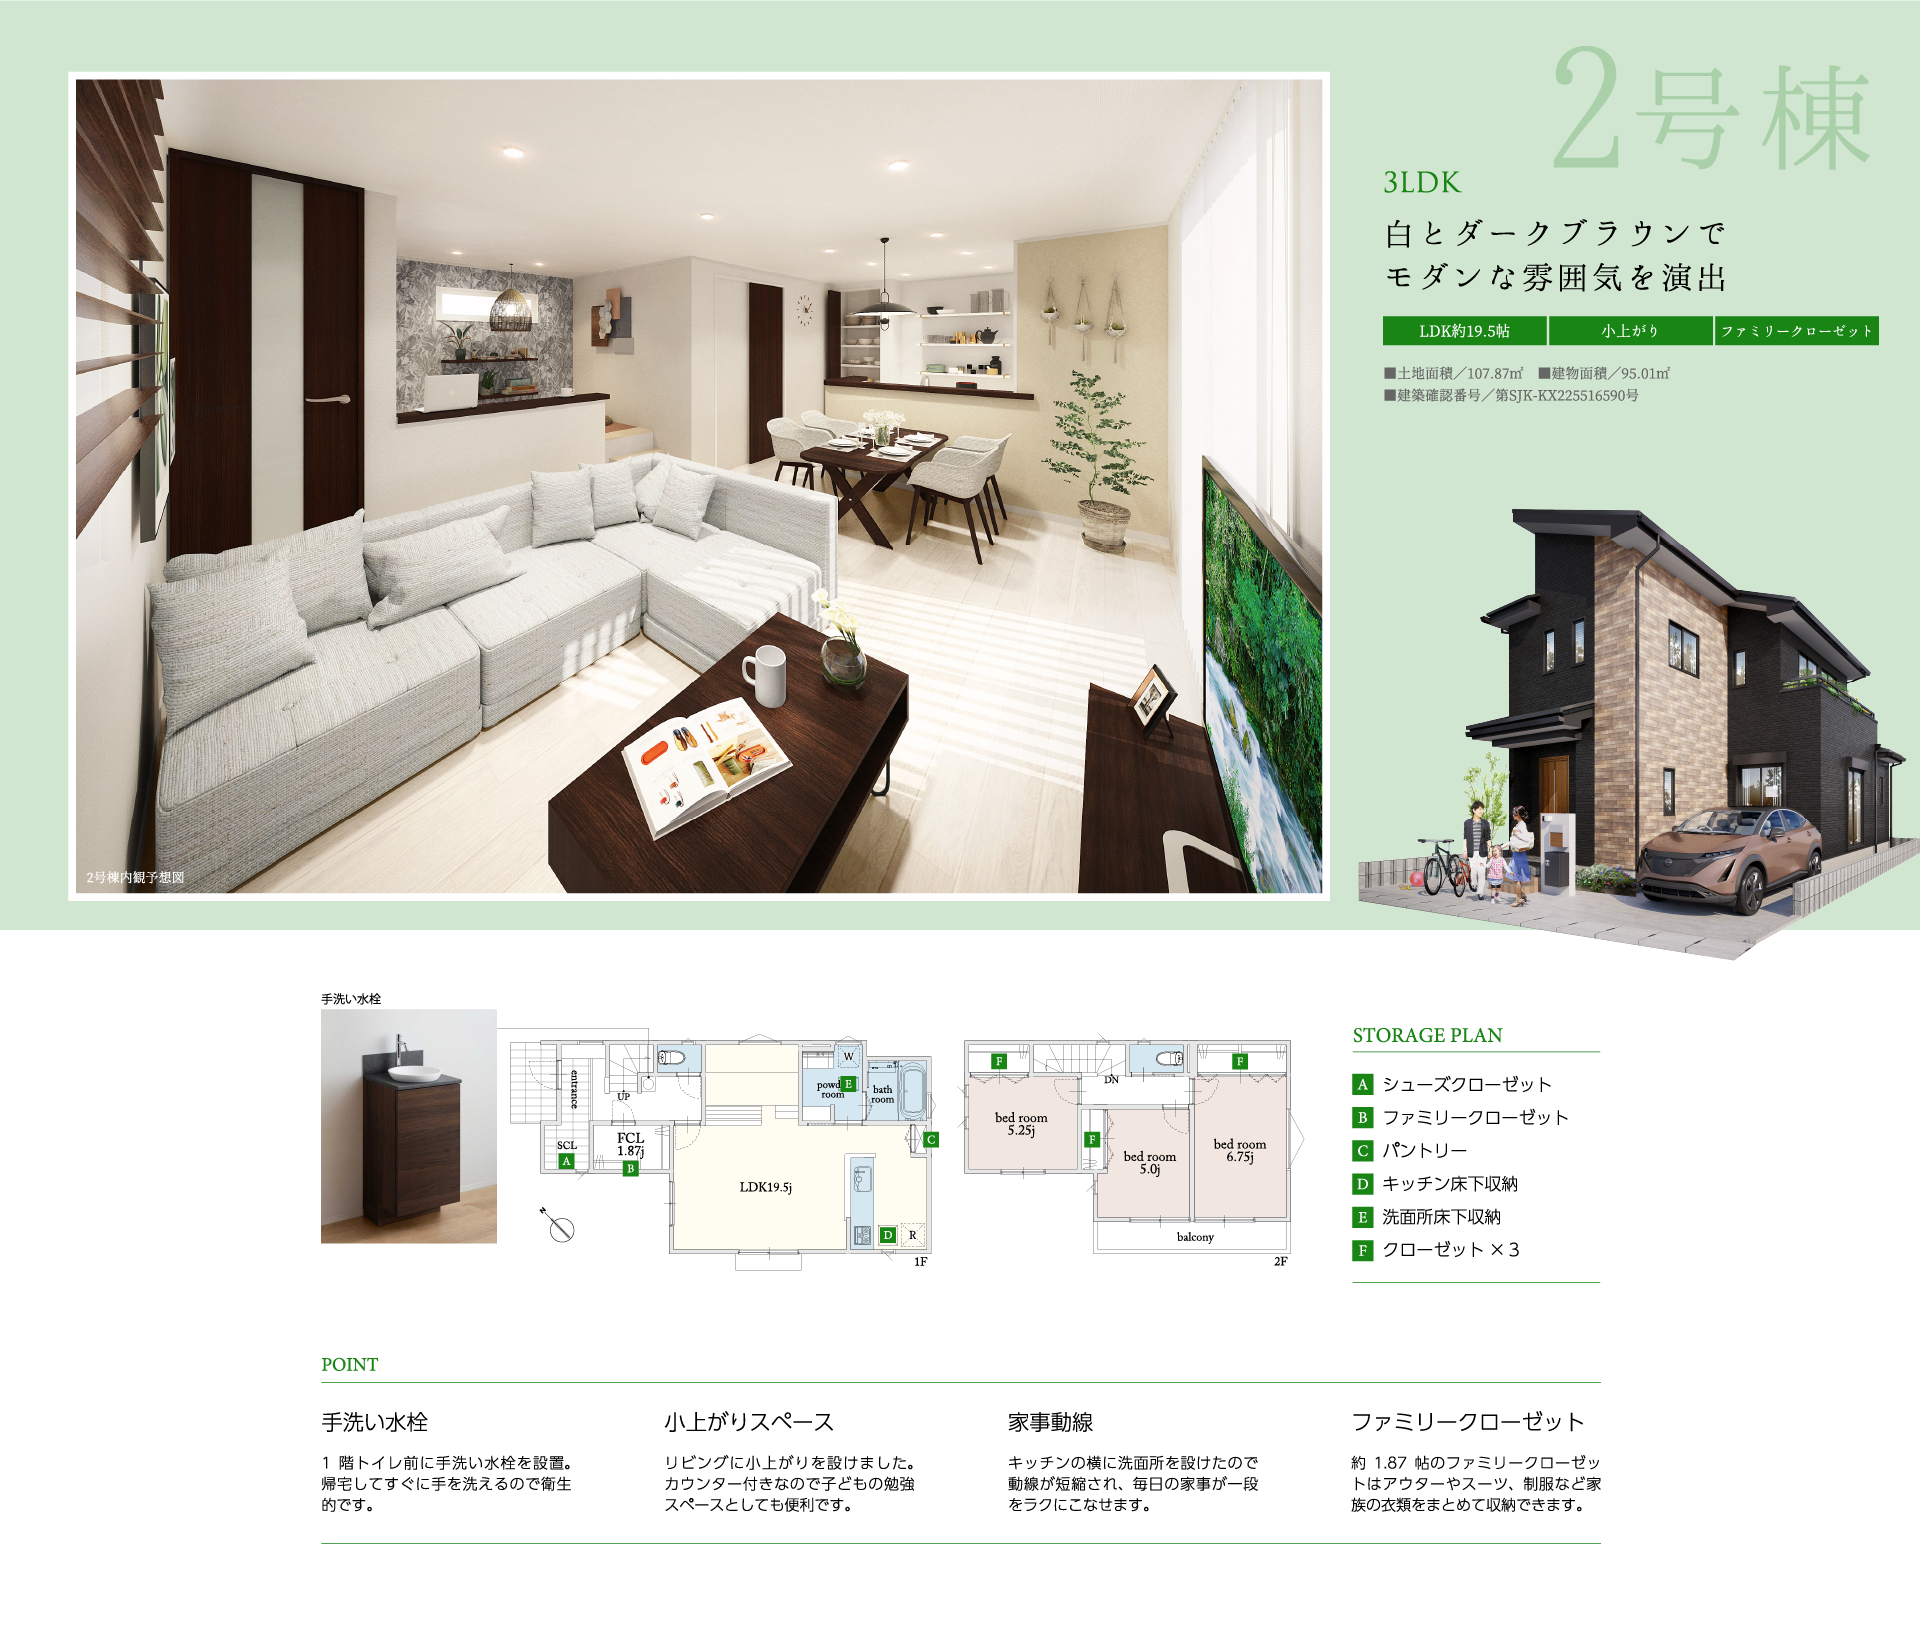 2号棟
3LDK
白とダークブラウンで
モダンな雰囲気を演出
LDK約19.5帖
小上がり
ファミリークローゼット
■土地面積／107.87㎡ ■建物面積／95.01㎡
■建築確認番号／第SJK-KX225516590号
2号棟内観予想図
手洗い水栓
entrance
UP
SCL
A
FCL
1.87j
B
W
powd
room
E
bath
room
C
LDK19.5j
D
R
N
1F
F
DN
F
bed room
5.25j
F
bed room
5.0j
bed room
6.75j
balcony
2F
STORAGE PLAN
A シューズクローゼット
B ファミリークローゼット
C パントリー
D キッチン床下収納
E 洗面所床下収納
F クローゼット×3
POINT
手洗い水栓
1 階トイレ前に手洗い水栓を設置。
帰宅してすぐに手を洗えるので衛生
的です。
小上がりスペース
リビングに小上がりを設けました。
カウンター付きなので子どもの勉強
スペースとしても便利です。
家事動線
キッチンの横に洗面所を設けたので
動線が短縮され、毎日の家事が一段
をラクにこなせます。
ファミリークローゼット
約 1.87 帖のファミリークローゼッ
トはアウターやスーツ、制服など家
族の衣類をまとめて収納できます。